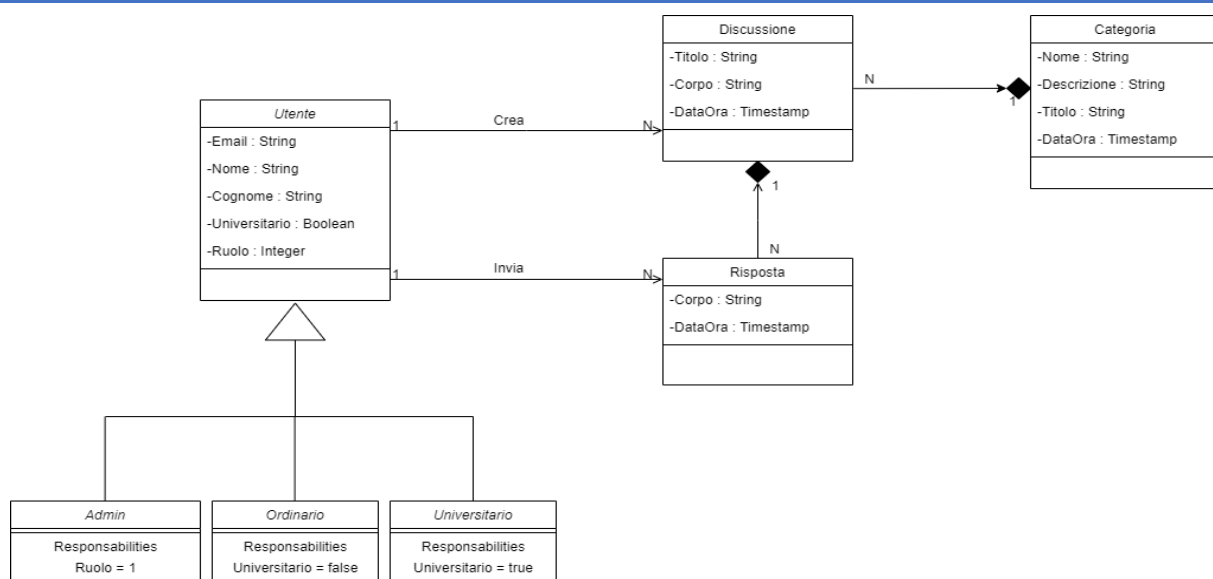 Discussione
-Titolo : String
-Corpo : String
-DataOra : Timestamp
Categoria
-Nome : String
-Descrizione : String
-Titolo : String
-DataOra : Timestamp
N
1
Utente
-Email : String
-Nome : String
-Cognome : String
-Universitario : Boolean
-Ruolo : Integer
1
Crea
N
1
N
1
Invia
N
Risposta
-Corpo : String
-DataOra : Timestamp
Admin
Responsabilities
Ruolo = 1
Ordinario
Responsabilities
Universitario = false
Universitario
Responsabilities
Universitario = true